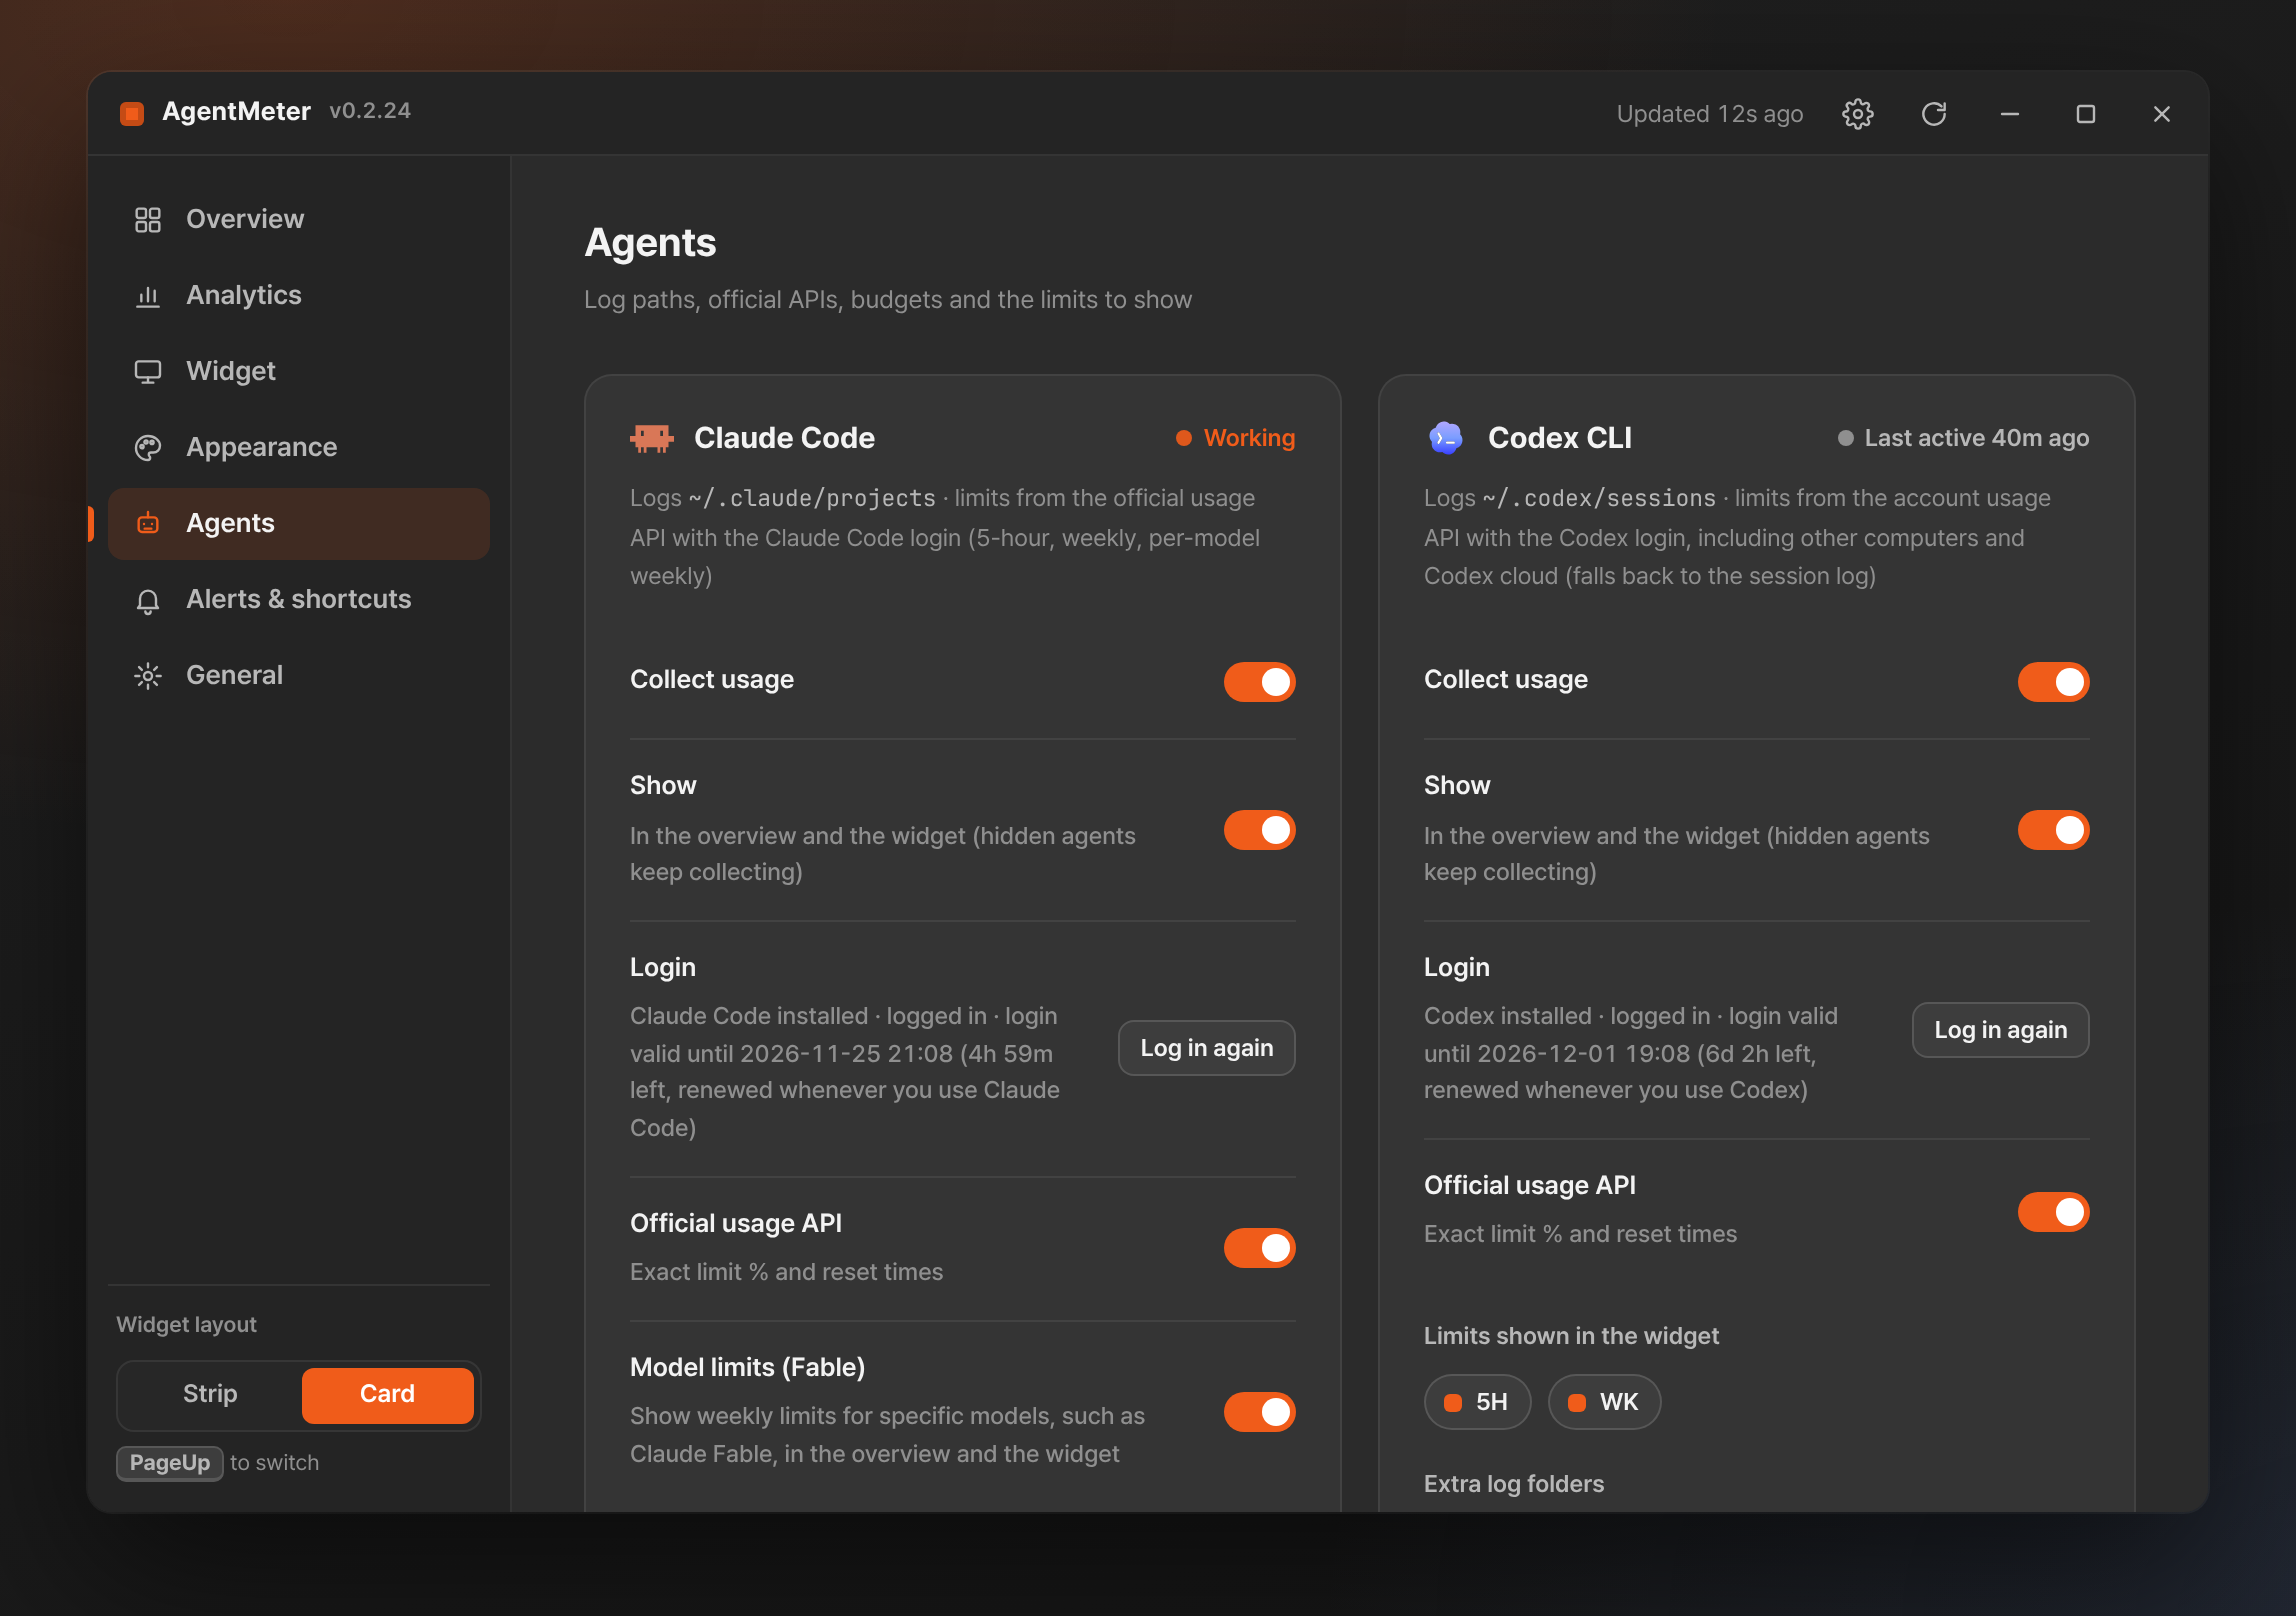 AgentMeter v0.2.24
Updated 12s ago
Overview
Analytics
Widget
Appearance
Agents
Alerts & shortcuts
General
Widget layout
Strip
Card
PageUp to switch
Agents
Log paths, official APIs, budgets and the limits to show
Claude Code
Working
Logs ~/.claude/projects · limits from the official usage
API with the Claude Code login (5-hour, weekly, per-model
weekly)
Collect usage
Show
In the overview and the widget (hidden agents
keep collecting)
Login
Claude Code installed · logged in · login
valid until 2026-11-25 21:08 (4h 59m
left, renewed whenever you use Claude
Code)
Log in again
Official usage API
Exact limit % and reset times
Model limits (Fable)
Show weekly limits for specific models, such as
Claude Fable, in the overview and the widget
Codex CLI
Last active 40m ago
Logs ~/.codex/sessions · limits from the account usage
API with the Codex login, including other computers and
Codex cloud (falls back to the session log)
Collect usage
Show
In the overview and the widget (hidden agents
keep collecting)
Login
Codex installed · logged in · login valid
until 2026-12-01 19:08 (6d 2h left,
renewed whenever you use Codex)
Log in again
Official usage API
Exact limit % and reset times
Limits shown in the widget
5H
WK
Extra log folders